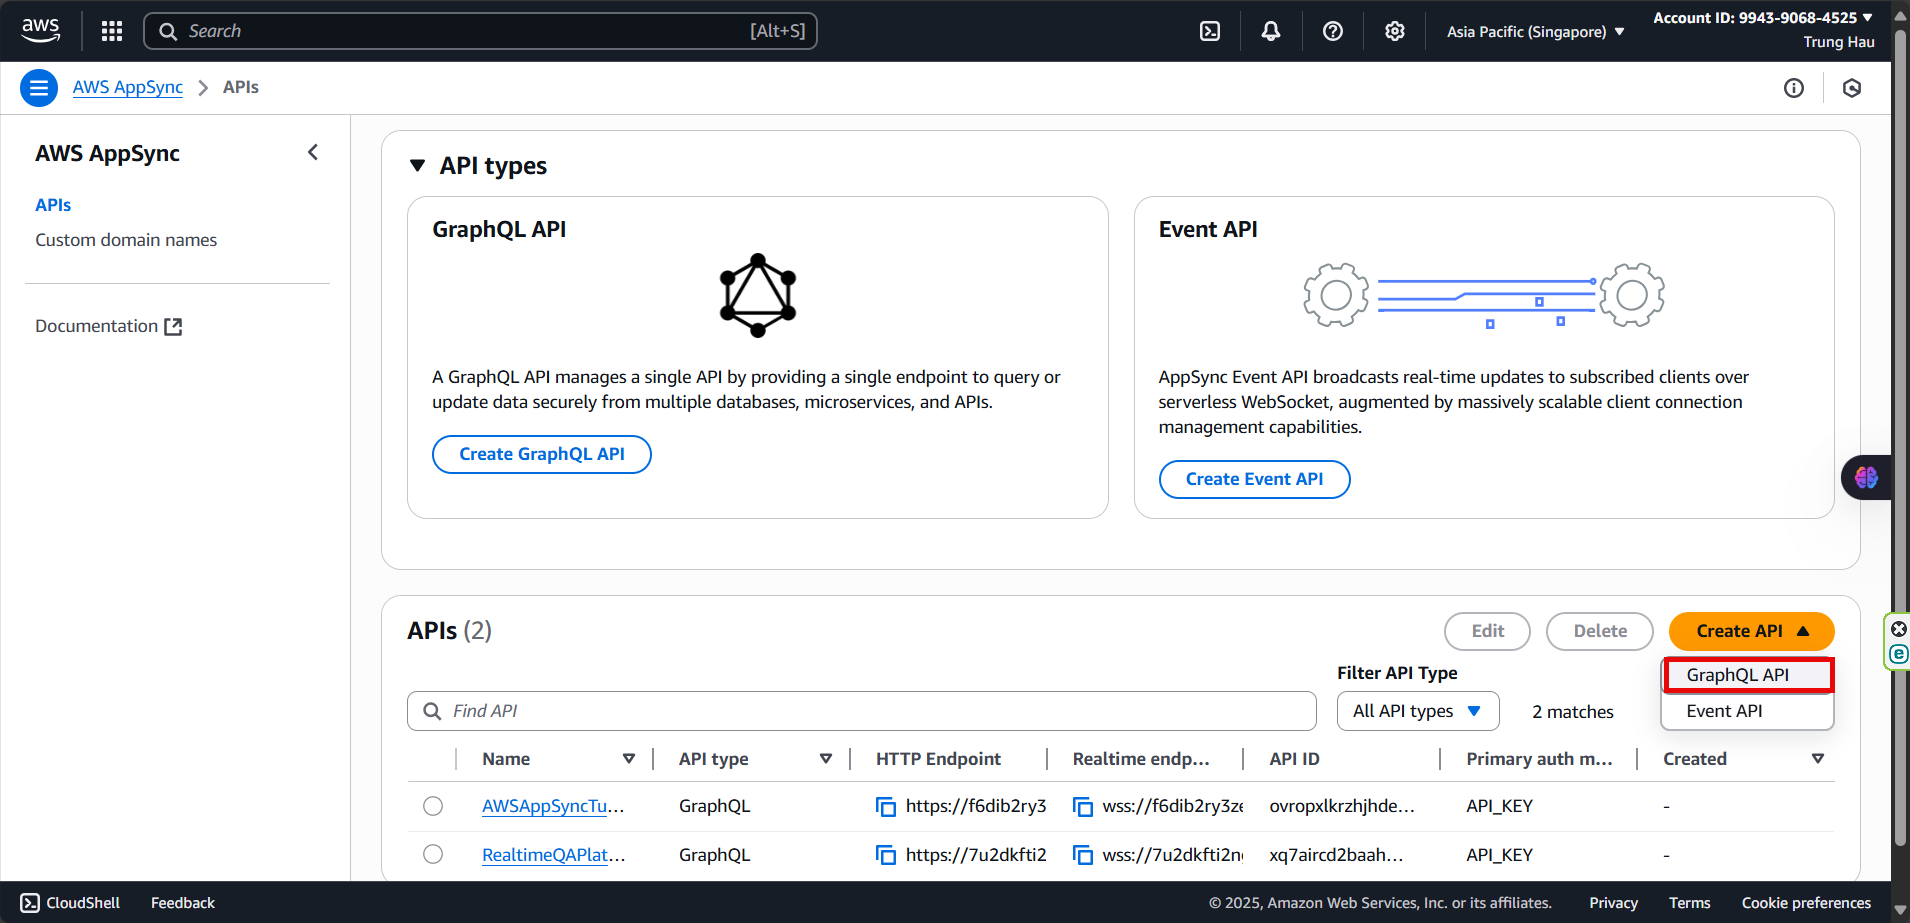 aws
Search [Alt+S]
Asia Pacific (Singapore)
Account ID: 9943-9068-4525
Trung Hau
AWS AppSync > APIs
AWS AppSync
APIs
Custom domain names
Documentation
API types
GraphQL API
A GraphQL API manages a single API by providing a single endpoint to query or
update data securely from multiple databases, microservices, and APIs.
Create GraphQL API
Event API
AppSync Event API broadcasts real-time updates to subscribed clients over
serverless WebSocket, augmented by massively scalable client connection
management capabilities.
Create Event API
APIs (2)
Edit
Delete
Create API
GraphQL API
Event API
Filter API Type
Find API
All API types
2 matches
Name API type HTTP Endpoint Realtime endp... API ID Primary auth m... Created
AWSAppSyncTu... GraphQL https://f6dib2ry3 wss://f6dib2ry3ze ovropxlkrzhjhde... API_KEY -
RealtimeQAPlat... GraphQL https://7u2dkfti2 wss://7u2dkfti2n xq7aircd2baah... API_KEY -
CloudShell Feedback © 2025, Amazon Web Services, Inc. or its affiliates. Privacy Terms Cookie preferences